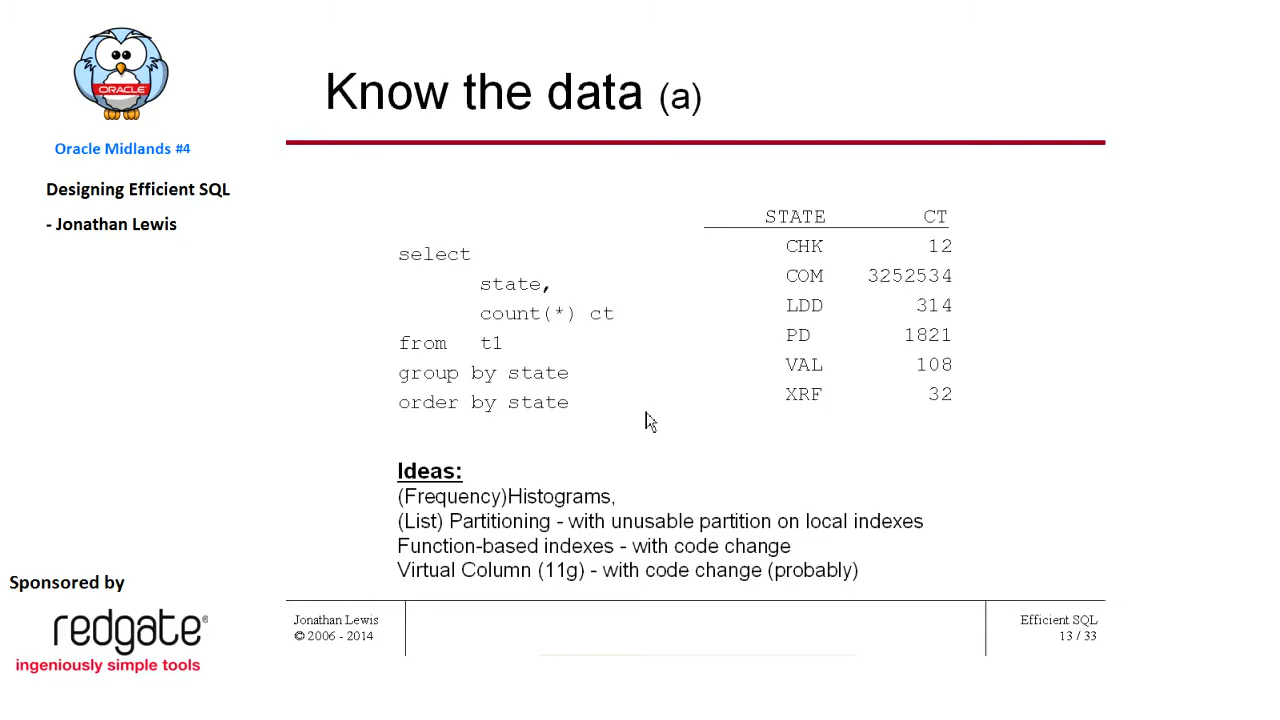 ORACLE
Oracle Midlands #4
Designing Efficient SQL
- Jonathan Lewis
Know the data (a)
select
state,
count(*) ct
from t1
group by state
order by state
STATE CT
CHK 12
COM 3252534
LDD 314
PD 1821
VAL 108
XRF 32
Ideas:
(Frequency)Histograms,
(List) Partitioning - with unusable partition on local indexes
Function-based indexes - with code change
Virtual Column (11g) - with code change (probably)
Sponsored by
redgate®
ingeniously simple tools
Jonathan Lewis
© 2006 - 2014
Efficient SQL
13 / 33